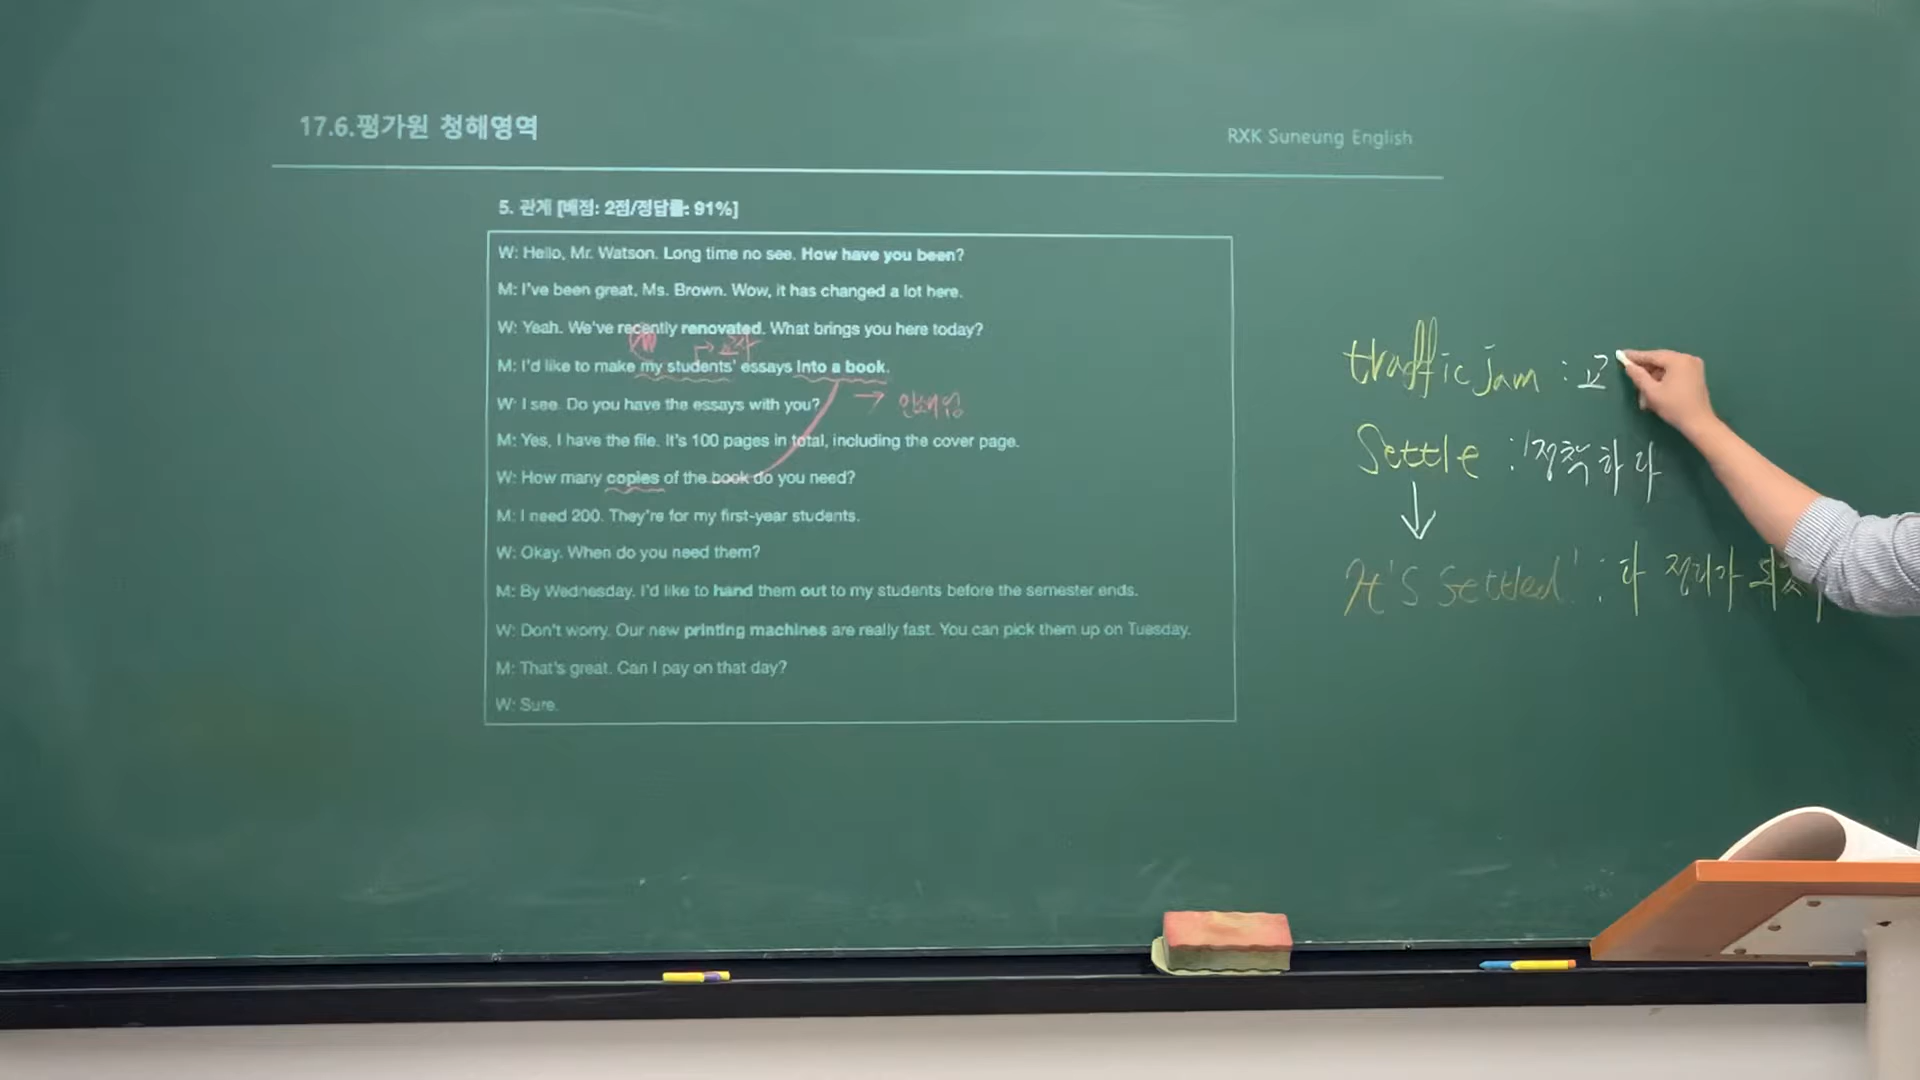 17.6.평가원 청해영역
RXK Suneung English
5. 관계 [배점: 2점/정답률: 91%]
W: Hello, Mr. Watson. Long time no see. How have you been?
M: I've been great, Ms. Brown. Wow, it has changed a lot here.
W: Yeah. We've recently renovated. What brings you here today?
→ 교사
M: I'd like to make my students' essays into a book.
W: I see. Do you have the essays with you?
→ 인쇄업
M: Yes, I have the file. It's 100 pages in total, including the cover page.
W: How many copies of the book do you need?
M: I need 200. They're for my first-year students.
W: Okay. When do you need them?
M: By Wednesday. I'd like to hand them out to my students before the semester ends.
W: Don't worry. Our new printing machines are really fast. You can pick them up on Tuesday.
M: That's great. Can I pay on that day?
W: Sure.
traffic jam : 교
Settle : 정착하다
↓
It's Settled! : 다 정리가